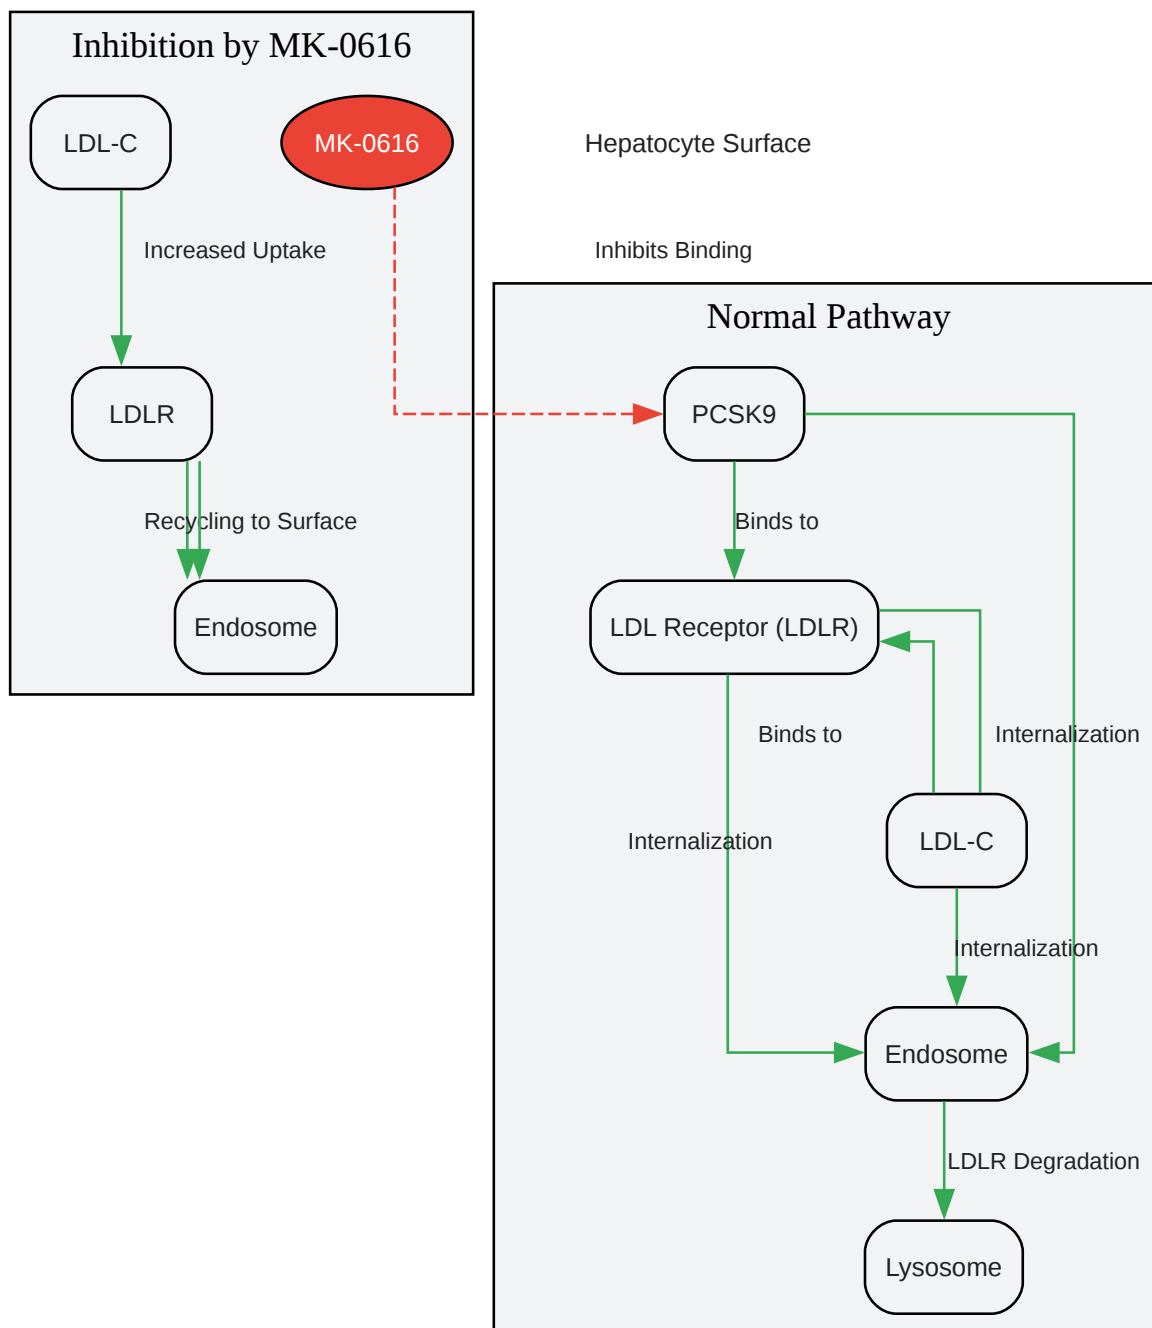 Inhibition by MK-0616
LDL-C
MK-0616
Hepatocyte Surface
Increased Uptake
Inhibits Binding
Normal Pathway
LDLR
PCSK9
Recycling to Surface
Binds to
Endosome
LDL Receptor (LDLR)
Binds to
Internalization
Internalization
LDL-C
Internalization
Endosome
LDLR Degradation
Lysosome